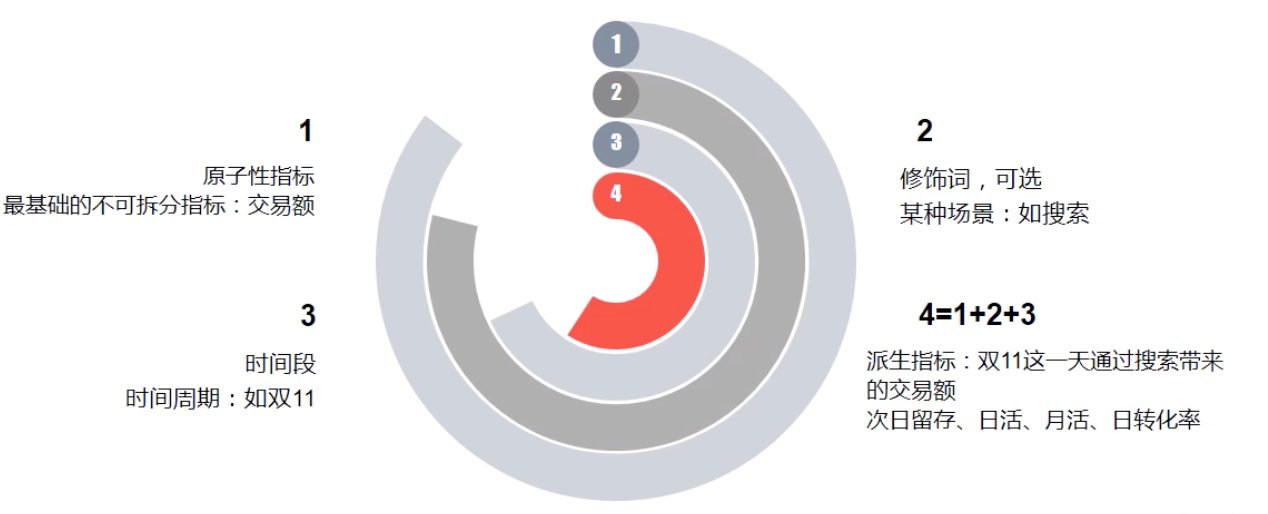 1
2
3
4
1
原子性指标
最基础的不可拆分指标：交易额
2
修饰词，可选
某种场景：如搜索
3
时间段
时间周期：如双11
4=1+2+3
派生指标：双11这一天通过搜索带来
的交易额
次日留存、日活、月活、日转化率